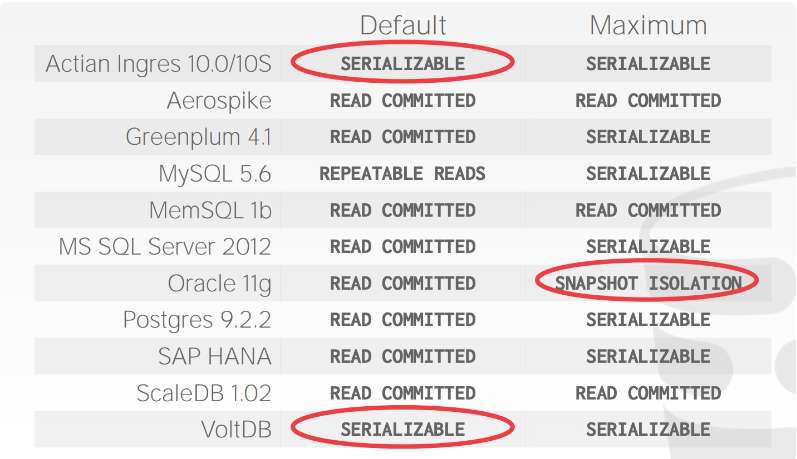 Default Maximum
Actian Ingres 10.0/10S SERIALIZABLE SERIALIZABLE
Aerospike READ COMMITTED READ COMMITTED
Greenplum 4.1 READ COMMITTED SERIALIZABLE
MySQL 5.6 REPEATABLE READS SERIALIZABLE
MemSQL 1b READ COMMITTED READ COMMITTED
MS SQL Server 2012 READ COMMITTED SERIALIZABLE
Oracle 11g READ COMMITTED SNAPSHOT ISOLATION
Postgres 9.2.2 READ COMMITTED SERIALIZABLE
SAP HANA READ COMMITTED SERIALIZABLE
ScaleDB 1.02 READ COMMITTED READ COMMITTED
VoltDB SERIALIZABLE SERIALIZABLE